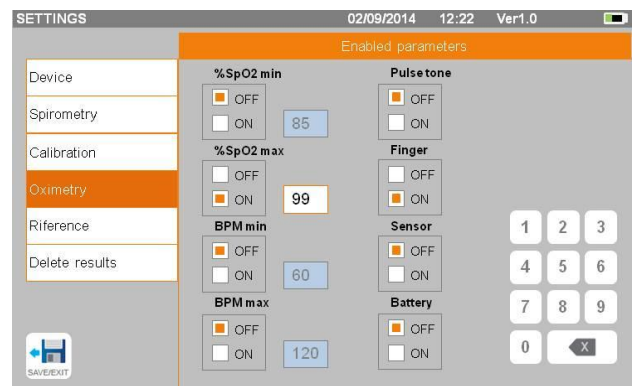 SETTINGS 02/09/2014 12:22 Ver1.0
Enabled parameters
Device
Spirometry
Calibration
Oximetry
Riference
Delete results
SAVE/EXIT
%SpO2 min
OFF
ON 85
%SpO2 max
OFF
ON 99
BPM min
OFF
ON 60
BPM max
OFF
ON 120
Pulse tone
OFF
ON
Finger
OFF
ON
Sensor
OFF
ON
Battery
OFF
ON
1 2 3
4 5 6
7 8 9
0 X